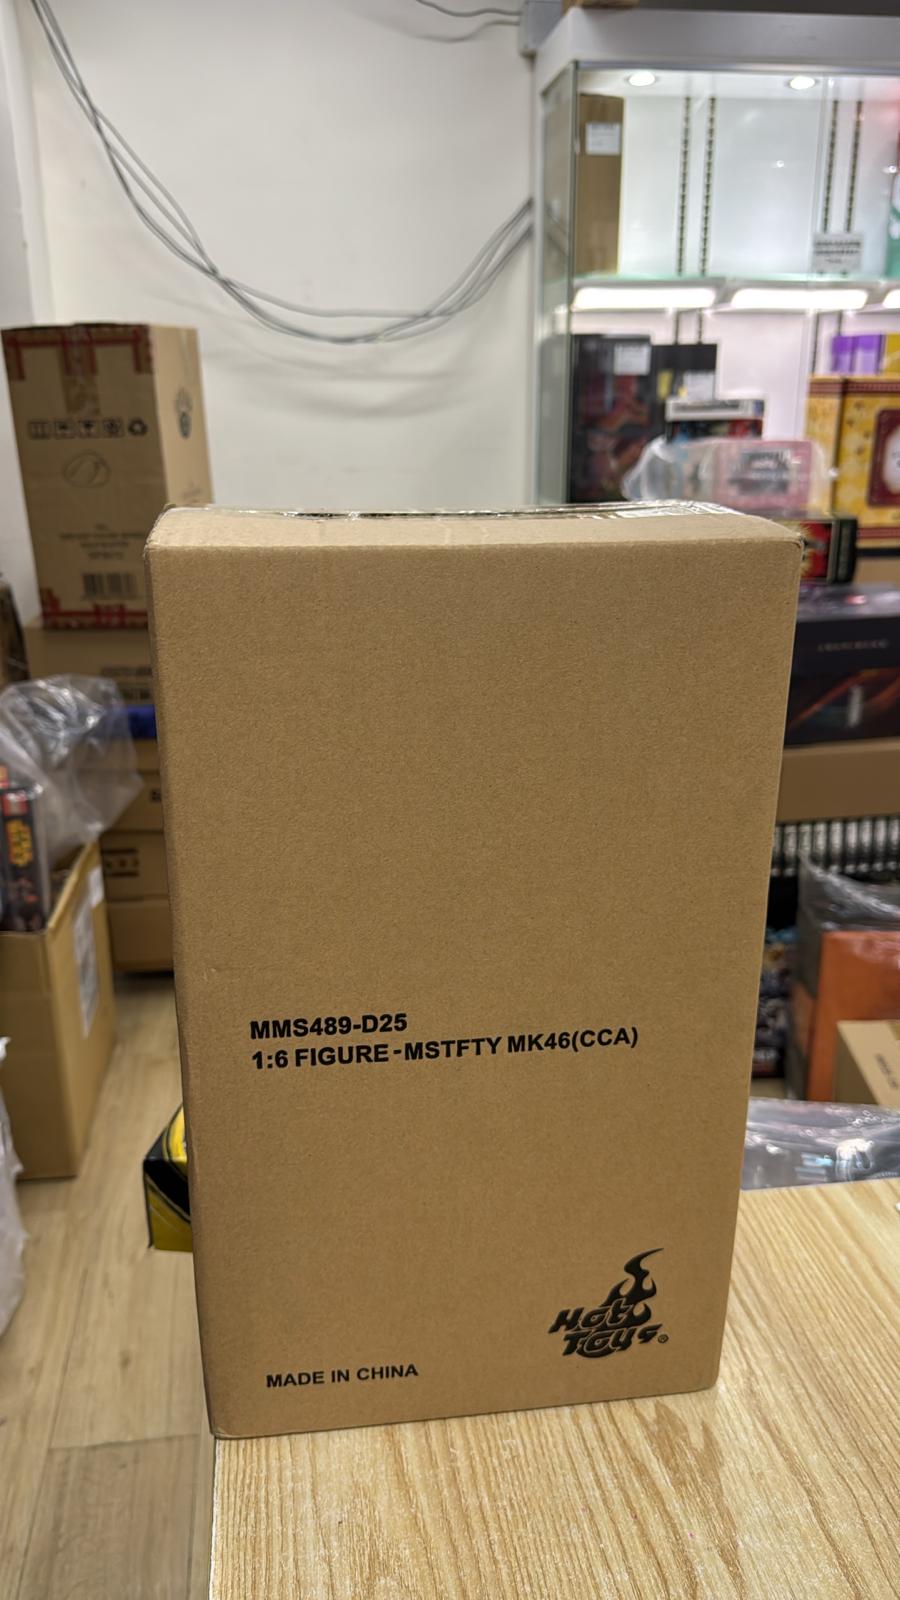 MMS489-D25
1:6 FIGURE-MSTFTY MK46(CCA)
Hot
Toys®
MADE IN CHINA